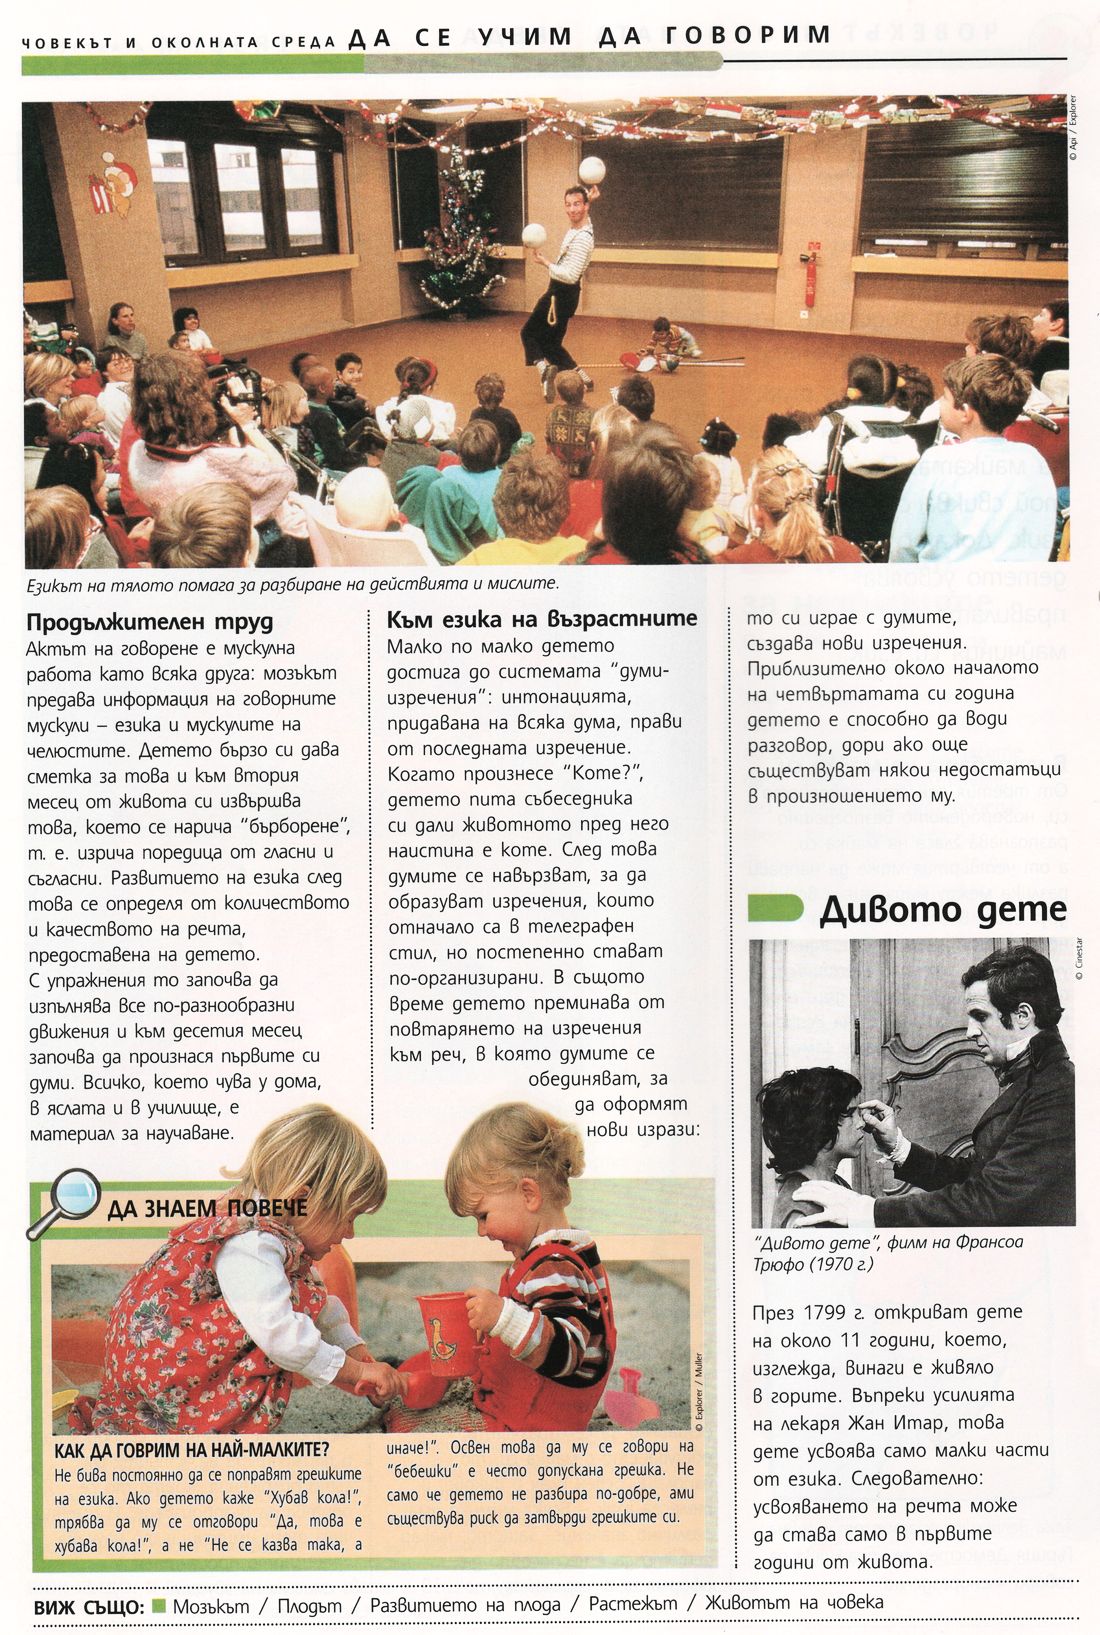 ЧОВЕКЪТ И ОКОЛНАТА СРЕДА ДА СЕ УЧИМ ДА ГОВОРИМ
© Api / Explorer
Езикът на тялото помага за разбиране на действията и мислите.
Продължителен труд
Актът на говорене е мускулна
работа като всяка друга: мозъкът
предава информация на говорните
мускули – езика и мускулите на
челюстите. Детето бързо си дава
сметка за това и към втория
месец от живота си извършва
това, което се нарича "бърборене",
т. е. изрича поредица от гласни и
съгласни. Развитието на езика след
това се определя от количеството
и качеството на речта,
предоставена на детето.
С упражнения то започва да
изпълнява все по-разнообразни
движения и към десетия месец
започва да произнася първите си
думи. Всичко, което чува у дома,
в яслата и в училище, е
материал за научаване.
Към езика на възрастните
Малко по малко детето
достига до системата "думи-
изречения": интонацията,
придавана на всяка дума, прави
от последната изречение.
Когато произнесе "Коте?",
детето пита събеседника
си дали животното пред него
наистина е коте. След това
думите се навързват, за да
образуват изречения, които
отначало са в телеграфен
стил, но постепенно стават
по-организирани. В същото
време детето преминава от
повтарянето на изречения
към реч, в която думите се
обединяват, за
да оформят
нови изрази:
то си играе с думите,
създава нови изречения.
Приблизително около началото
на четвъртатата си година
детето е способно да води
разговор, дори ако още
съществуват някои недостатъци
в произношението му.
Дивото дете
© Cinestar
"Дивото дете", филм на Франсоа
Трюфо (1970 г.)
През 1799 г. откриват дете
на около 11 години, което,
изглежда, винаги е живяло
в горите. Въпреки усилията
на лекаря Жан Итар, това
дете усвоява само малки части
от езика. Следователно:
усвояването на речта може
да става само в първите
години от живота.
ДА ЗНАЕМ ПОВЕЧЕ
© Explorer / Muller
КАК ДА ГОВРИМ НА НАЙ-МАЛКИТЕ?
Не бива постоянно да се поправят грешките
на езика. Ако детето каже "Хубав кола!",
трябва да му се отговори "Да, това е
хубава кола!", а не "Не се казва така, а
иначе!". Освен това да му се говори на
"бебешки" е често допускана грешка. Не
само че детето не разбира по-добре, ами
съществува риск да затвърди грешките си.
ВИЖ СЪЩО: Мозъкът / Плодът / Развитието на плода / Растежът / Животът на човека